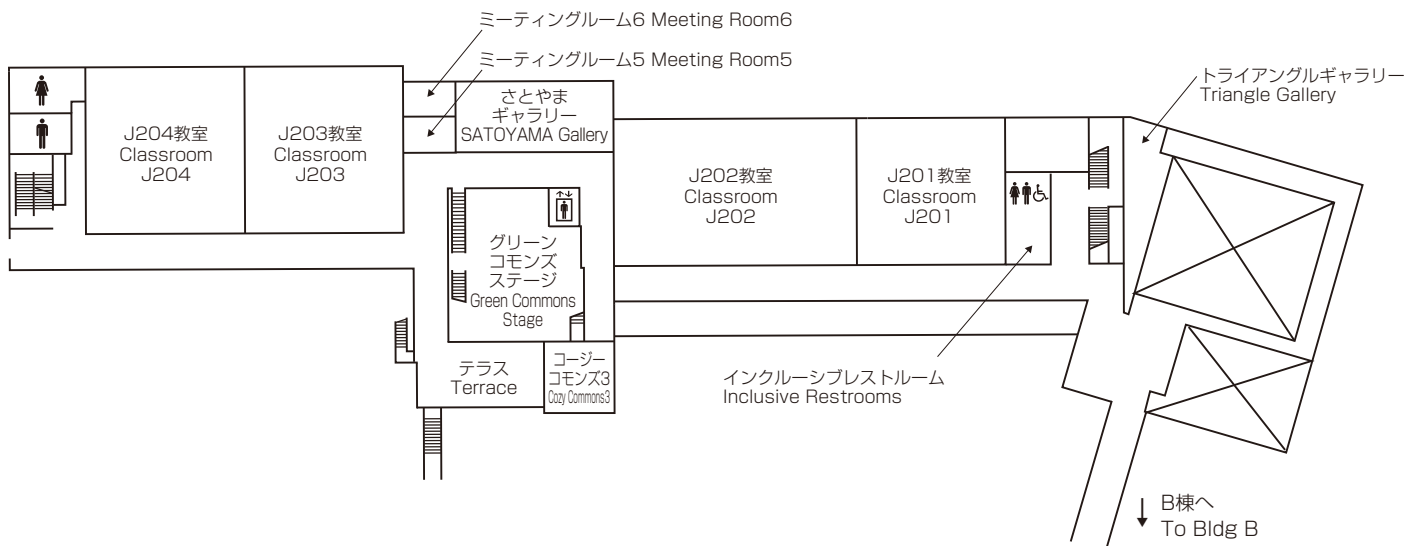 ミーティングルーム6 Meeting Room6
ミーティングルーム5 Meeting Room5
トライアングルギャラリー
Triangle Gallery
さとやま
ギャラリー
SATOYAMA Gallery
J204教室
Classroom
J204
J203教室
Classroom
J203
J202教室
Classroom
J202
J201教室
Classroom
J201
グリーン
コモンズ
ステージ
Green Commons
Stage
テラス
Terrace
コージー
コモンズ3
Cozy Commons3
インクルーシブレストルーム
Inclusive Restrooms
B棟へ
To Bldg B